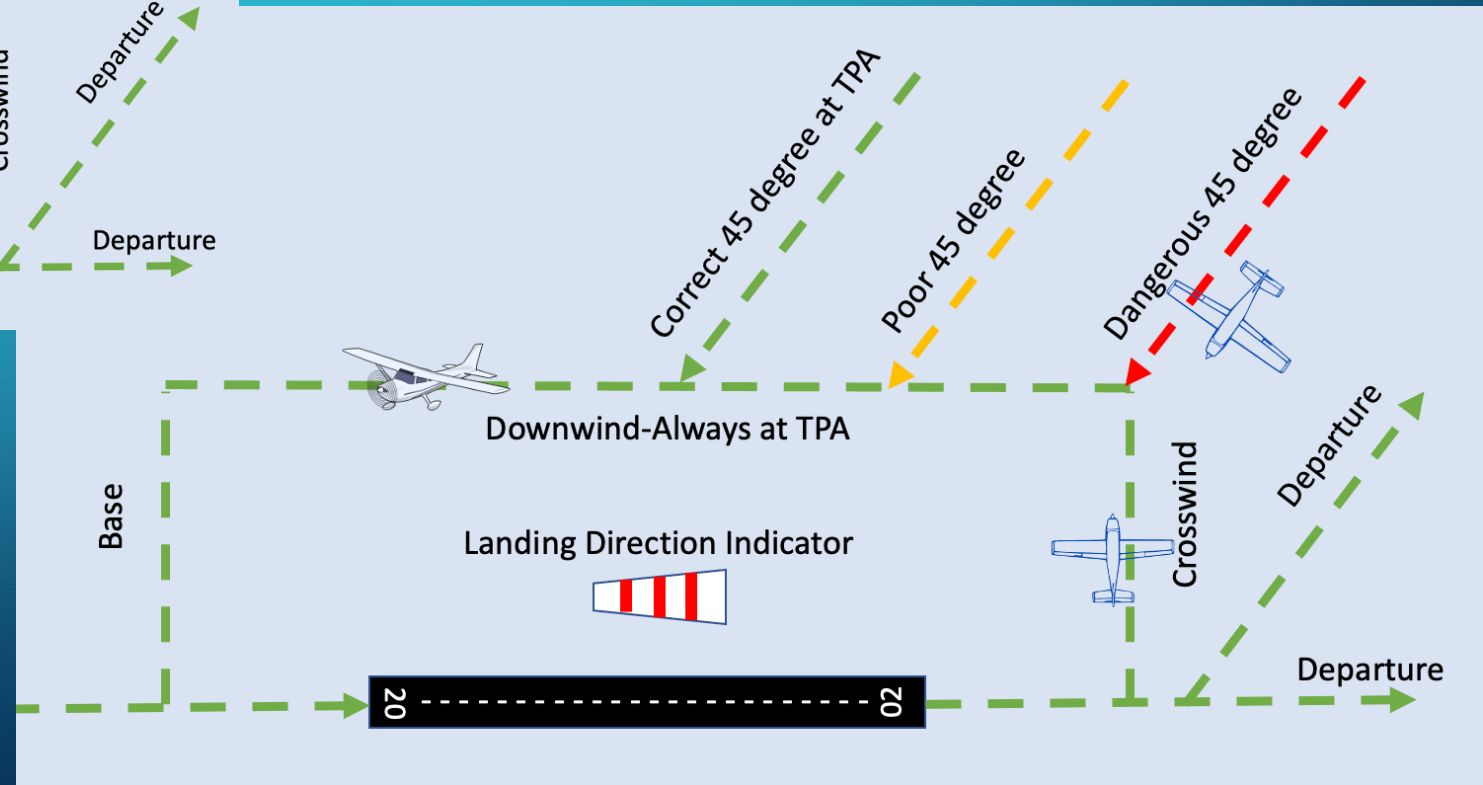 Crosswind
Departure
Departure
Correct 45 degree at TPA
Poor 45 degree
Dangerous 45 degree
Downwind-Always at TPA
Base
Landing Direction Indicator
Crosswind
Departure
Departure
20
02